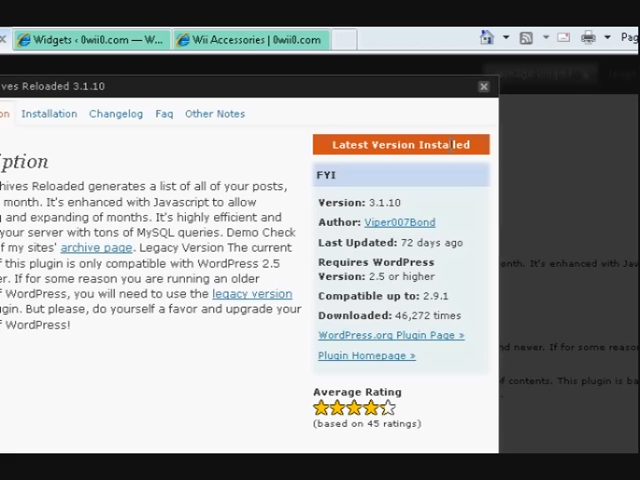 Widgets ‹ 0wii0.com — W...
Wii Accessories | 0wii0.com
Pag
ves Reloaded 3.1.10
on Installation Changelog Faq Other Notes
iption
hives Reloaded generates a list of all of your posts,
month. It's enhanced with Javascript to allow
g and expanding of months. It's highly efficient and
your server with tons of MySQL queries. Demo Check
f my sites' archive page. Legacy Version The current
f this plugin is only compatible with WordPress 2.5
er. If for some reason you are running an older
f WordPress, you will need to use the legacy version
gin. But please, do yourself a favor and upgrade your
f WordPress!
Latest Version Installed
FYI
Version: 3.1.10
Author: Viper007Bond
Last Updated: 72 days ago
Requires WordPress
Version: 2.5 or higher
Compatible up to: 2.9.1
Downloaded: 46,272 times
WordPress.org Plugin Page »
Plugin Homepage »
Average Rating
(based on 45 ratings)
onth. It's enhanced with Jav
nd newer. If for some reaso
of contents. This plugin is ba